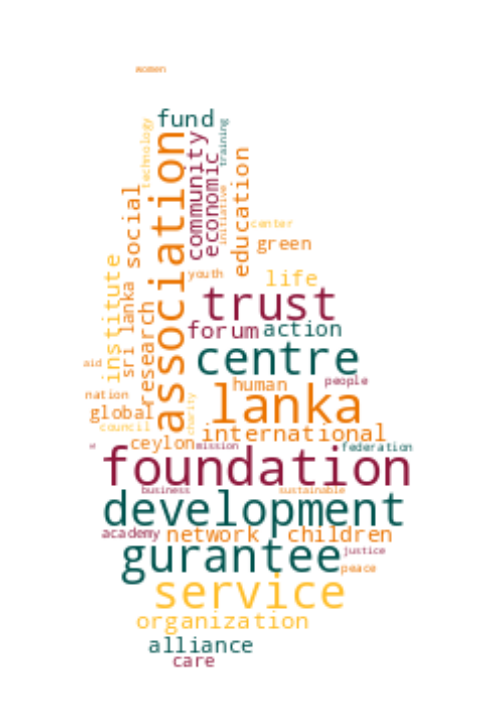 women
fund
technology
association
community
economic
training
initiative
education
social
center
green
institute
sri lanka
youth
life
research
trust
forum
action
centre
aid
human
people
nation
lanka
global
charity
council
international
ceylon
mission
federation
foundation
business
sustainable
development
academy
network
children
gurantee
justice
peace
service
organization
alliance
care